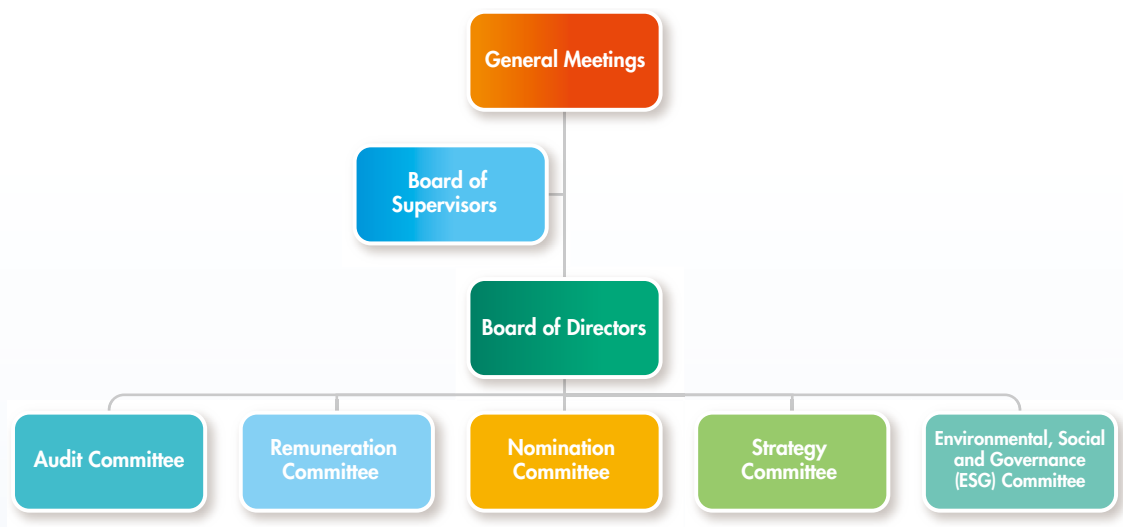 General Meetings
Board of
Supervisors
Board of Directors
Audit Committee
Remuneration
Committee
Nomination
Committee
Strategy
Committee
Environmental, Social
and Governance
(ESG) Committee